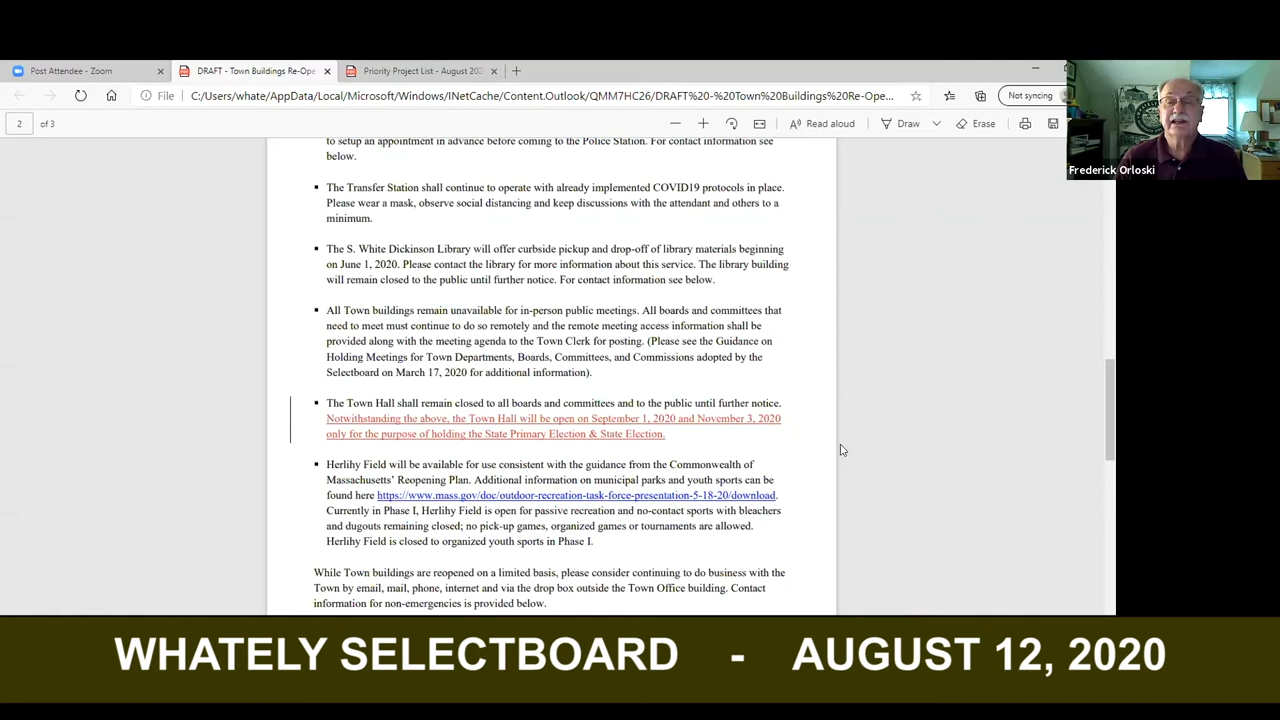 Post Attendee - Zoom
DRAFT - Town Buildings Re-Ope
Priority Project List - August 202
File
C:/Users/whate/AppData/Local/Microsoft/Windows/INetCache/Content.Outlook/QMM7HC26/DRAFT%20-%20Town%20Buildings%20Re-Ope...
Not syncing
2 of 3
Read aloud
Draw
Erase
Frederick Orloski
to setup an appointment in advance before coming to the Police Station. For contact information see
below.
▪ The Transfer Station shall continue to operate with already implemented COVID19 protocols in place.
Please wear a mask, observe social distancing and keep discussions with the attendant and others to a
minimum.
▪ The S. White Dickinson Library will offer curbside pickup and drop-off of library materials beginning
on June 1, 2020. Please contact the library for more information about this service. The library building
will remain closed to the public until further notice. For contact information see below.
▪ All Town buildings remain unavailable for in-person public meetings. All boards and committees that
need to meet must continue to do so remotely and the remote meeting access information shall be
provided along with the meeting agenda to the Town Clerk for posting. (Please see the Guidance on
Holding Meetings for Town Departments, Boards, Committees, and Commissions adopted by the
Selectboard on March 17, 2020 for additional information).
▪ The Town Hall shall remain closed to all boards and committees and to the public until further notice.
Notwithstanding the above, the Town Hall will be open on September 1, 2020 and November 3, 2020
only for the purpose of holding the State Primary Election & State Election.
▪ Herlihy Field will be available for use consistent with the guidance from the Commonwealth of
Massachusetts' Reopening Plan. Additional information on municipal parks and youth sports can be
found here https://www.mass.gov/doc/outdoor-recreation-task-force-presentation-5-18-20/download.
Currently in Phase I, Herlihy Field is open for passive recreation and no-contact sports with bleachers
and dugouts remaining closed; no pick-up games, organized games or tournaments are allowed.
Herlihy Field is closed to organized youth sports in Phase I.
While Town buildings are reopened on a limited basis, please consider continuing to do business with the
Town by email, mail, phone, internet and via the drop box outside the Town Office building. Contact
information for non-emergencies is provided below.
WHATELY SELECTBOARD - AUGUST 12, 2020